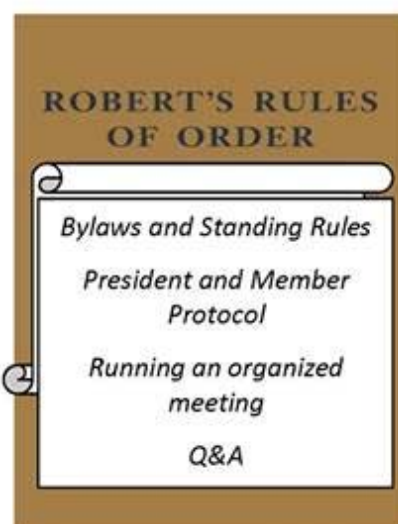 ROBERT'S RULES
OF ORDER
Bylaws and Standing Rules
President and Member
Protocol
Running an organized
meeting
Q&A